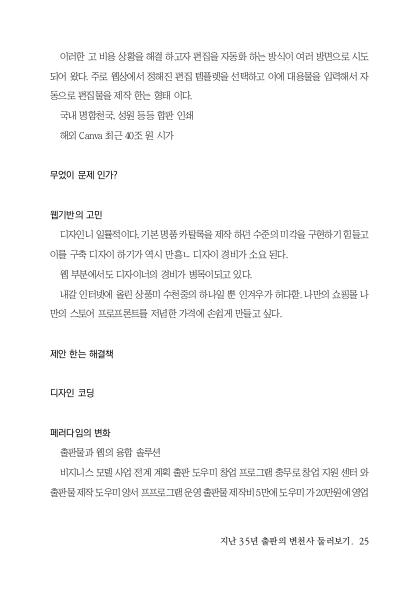 이러한 고 비용 상황을 해결 하고자 편집을 자동화 하는 방식이 여러 방면으로 시도
되어 왔다. 주로 웹상에서 정해진 편집 템플릿을 선택하고 이에 대응물을 입력해서 자
동으로 편집물을 제작 한는 형태 이다.
국내 명함천국, 성원 등등 합판 인쇄
해외 Canva 최근 40조 원 시가
무엇이 문제 인가?
웹기반의 고민
디자인니 일률적이다. 기본 명품 카탈록을 제작 하던 수준의 미각을 구현하기 힘들고
이를 구축 디자이 하기가 역시 만흥ㄴ 디자이 경비가 소요 된다.
웹 부분에서도 디자이너의 경비가 병목이되고 있다.
내갈 인터넷에 올린 상품미 수천중의 하나일 뿐 인겨우가 허다핟. 나만의 쇼핑몰 나
만의 스토어 프로프론트를 저념한 가격에 손쉽게 만들고 싶다.
제안 한는 해결책
디자인 코딩
페러다임의 변화
출판물과 웹의 융합 솔루션
비지니스 모델 사업 전계 계획 출판 도우미 창업 프로그램 충무로 창업 지원 센터 와
출판물 제작 도우미 양서 프프로그램 운영 출판물 제작비 5만에 도우미 가 20만원에 영업
지난 35년 출판의 변천사 둘러보기. 25